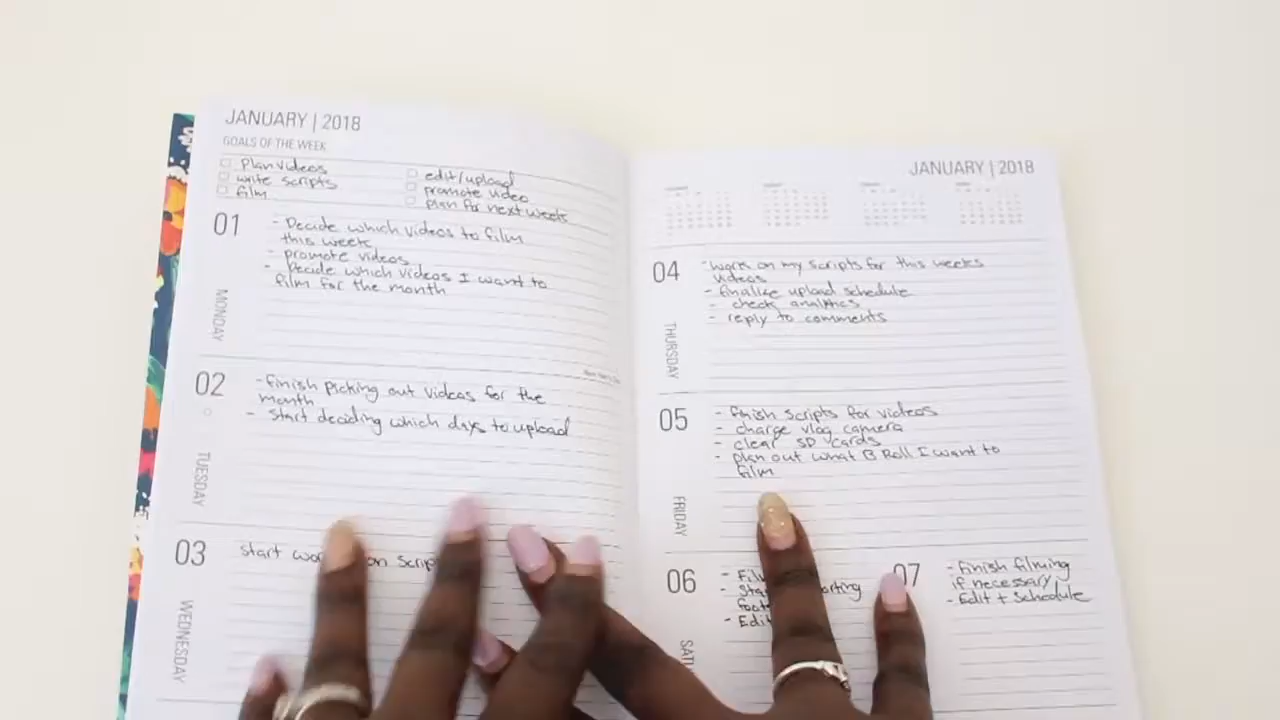 JANUARY | 2018
GOALS OF THE WEEK
Plan videos
write scripts
film
edit/upload
promote video
plan for next weeks
01
MONDAY
- Decide which videos to film
this week
- promote videos
- Decide which videos I want to
film for the month
02
TUESDAY
- finish picking out videos for the
month
- Start deciding which days to upload
03
WEDNESDAY
Start on
JANUARY | 2018
04
THURSDAY
- work on my scripts for this weeks
videos
- finalise upload schedule
- check analytics
- reply to comments
05
FRIDAY
- finish scripts for videos
- charge vlog camera
- clear SD cards
- plan out what B Roll I want to
film
06
-
-
- Edit
07
- Finish filming
if necessary
- Edit + Schedule